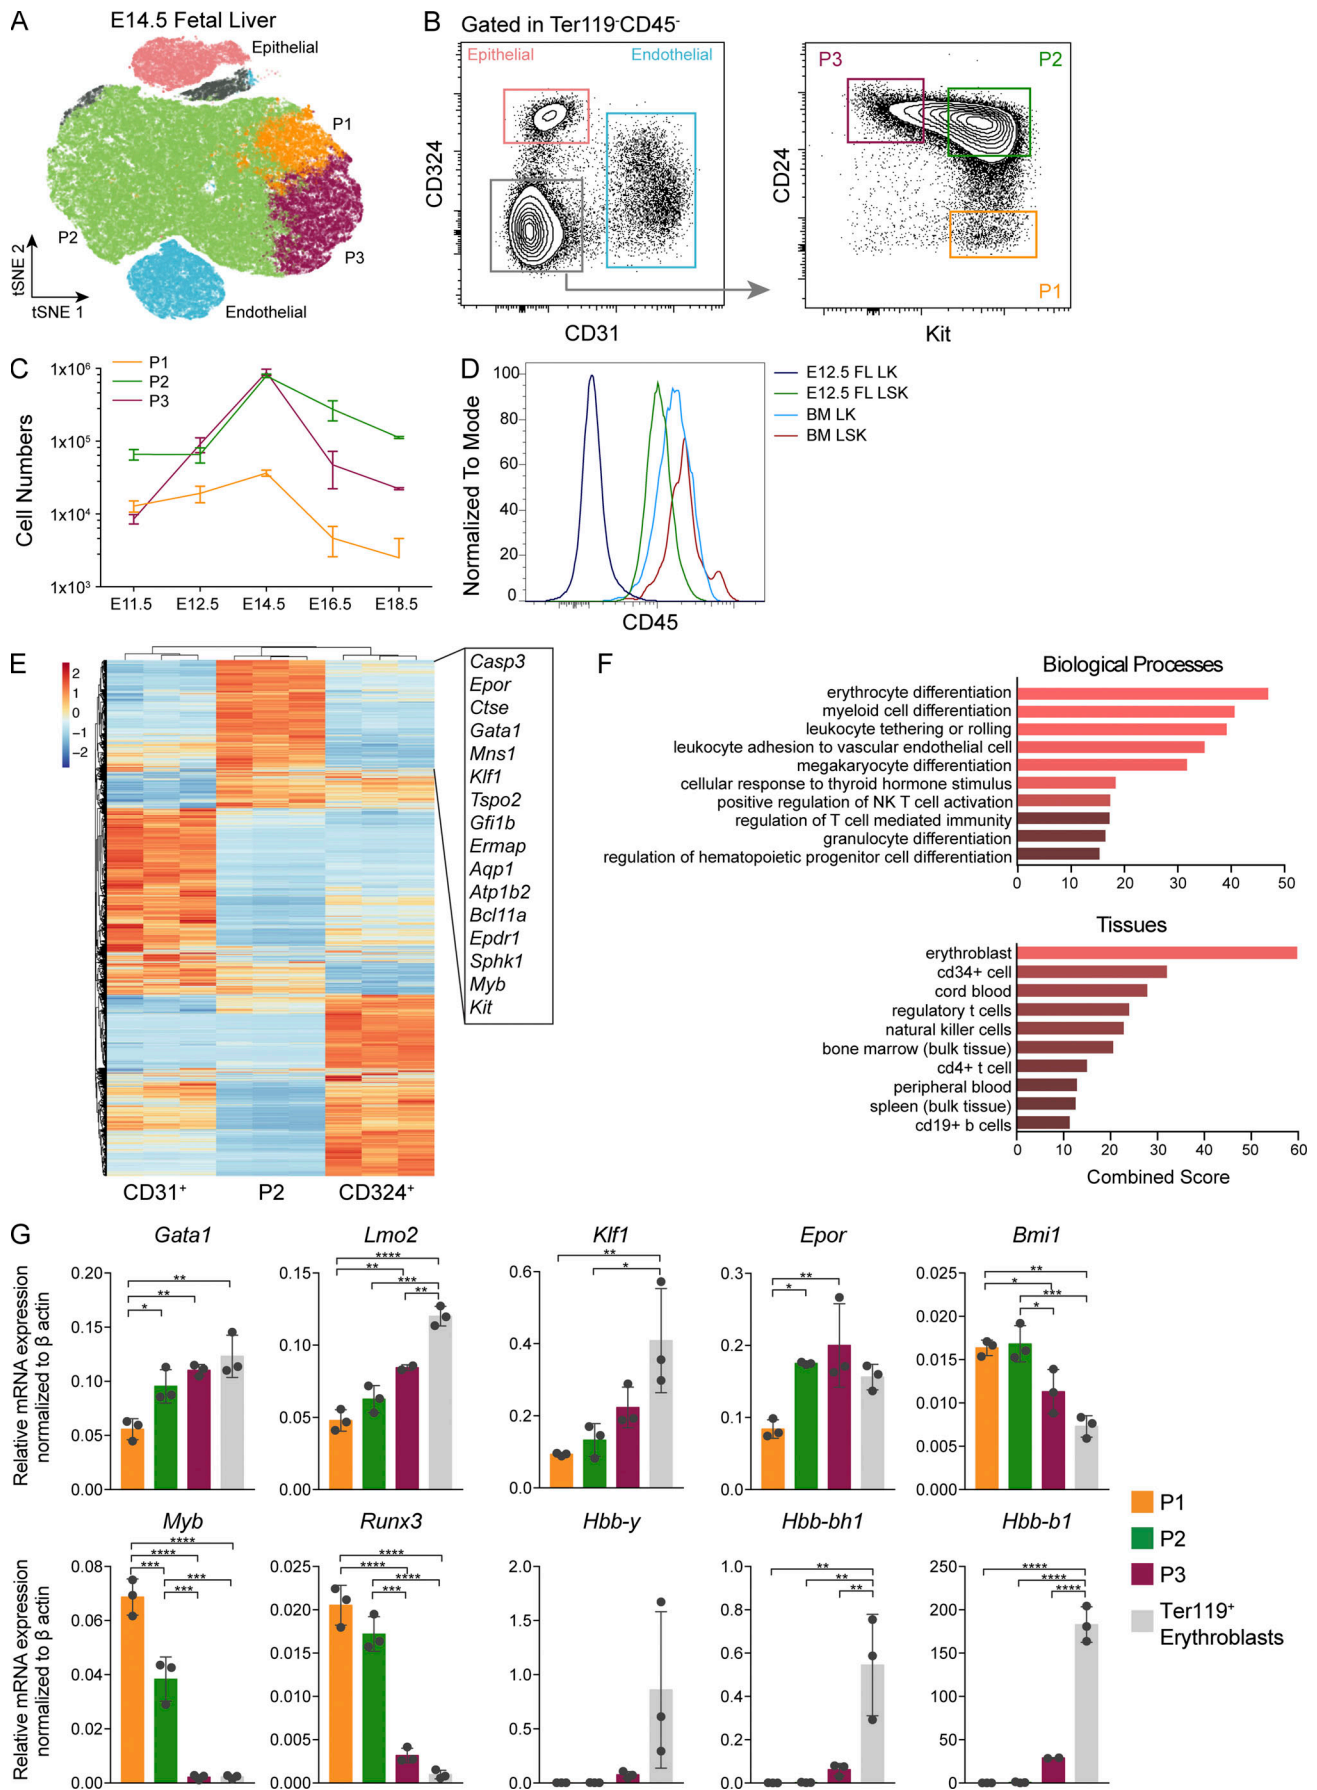 A
E14.5 Fetal Liver
Epithelial
P1
P2
P3
Endothelial
tSNE 2
tSNE 1
B
Gated in Ter119-CD45-
Epithelial
Endothelial
CD324
CD31
P3
P2
P1
CD24
Kit
C
P1
P2
P3
Cell Numbers
1x10⁶
1x10⁵
1x10⁴
1x10³
E11.5 E12.5 E14.5 E16.5 E18.5
D
Normalized To Mode
100
80
60
40
20
0
CD45
E12.5 FL LK
E12.5 FL LSK
BM LK
BM LSK
E
2
1
0
−1
−2
Casp3
Epor
Ctse
Gata1
Mns1
Klf1
Tspo2
Gfi1b
Ermap
Aqp1
Atp1b2
Bcl11a
Epdr1
Sphk1
Myb
Kit
CD31⁺ P2 CD324⁺
F
Biological Processes
erythrocyte differentiation
myeloid cell differentiation
leukocyte tethering or rolling
leukocyte adhesion to vascular endothelial cell
megakaryocyte differentiation
cellular response to thyroid hormone stimulus
positive regulation of NK T cell activation
regulation of T cell mediated immunity
granulocyte differentiation
regulation of hematopoietic progenitor cell differentiation
0 10 20 30 40 50
Tissues
erythroblast
cd34+ cell
cord blood
regulatory t cells
natural killer cells
bone marrow (bulk tissue)
cd4+ t cell
peripheral blood
spleen (bulk tissue)
cd19+ b cells
0 10 20 30 40 50 60
Combined Score
G
Relative mRNA expression
normalized to β actin
Gata1
0.20
0.15
0.10
0.05
0.00
**
**
*
Lmo2
0.15
0.10
0.05
0.00
****
**
***
**
Klf1
0.6
0.4
0.2
0.0
**
*
Epor
0.3
0.2
0.1
0.0
**
*
Bmi1
0.025
0.020
0.015
0.010
0.005
0.000
**
*
***
*
Relative mRNA expression
normalized to β actin
Myb
0.08
0.06
0.04
0.02
0.00
****
****
***
***
***
Runx3
0.025
0.020
0.015
0.010
0.005
0.000
****
****
****
***
Hbb-y
2.0
1.5
1.0
0.5
0.0
Hbb-bh1
1.0
0.8
0.6
0.4
0.2
0.0
**
**
**
Hbb-b1
250
200
150
100
50
0
****
****
****
P1
P2
P3
Ter119⁺
Erythroblasts